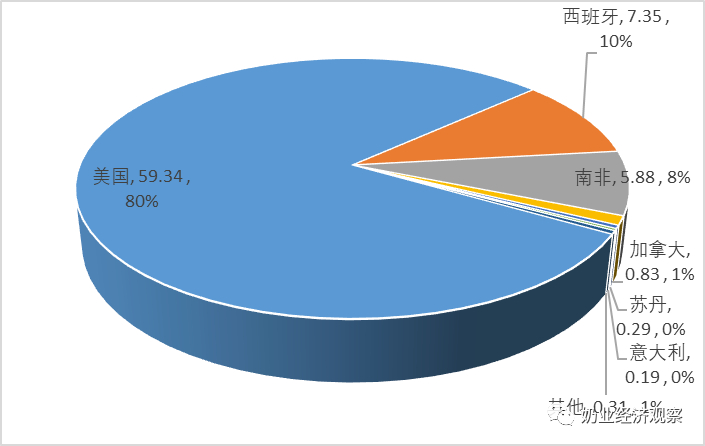 西班牙, 7.35,
10%
美国, 59.34,
80%
南非, 5.88, 8%
加拿大,
0.83, 1%
苏丹,
0.29, 0%
意大利,
0.19, 0%
其他, 0.31, 1%
奶业经济观察